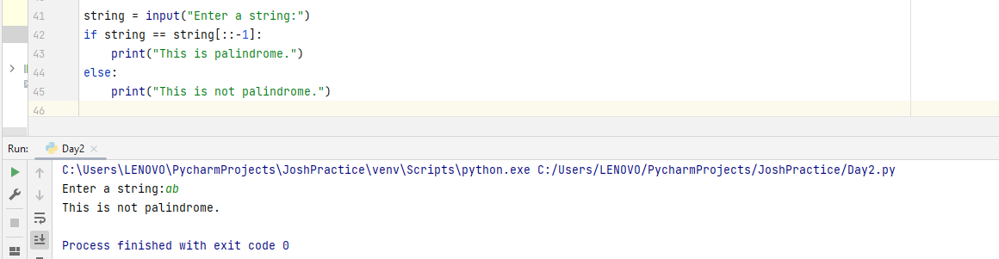 41 string = input("Enter a string:")
42 if string == string[::-1]:
43 print("This is palindrome.")
44 else:
45 print("This is not palindrome.")
46
Run: Day2
C:\Users\LENOVO\PycharmProjects\JoshPractice\venv\Scripts\python.exe C:/Users/LENOVO/PycharmProjects/JoshPractice/Day2.py
Enter a string:ab
This is not palindrome.
Process finished with exit code 0